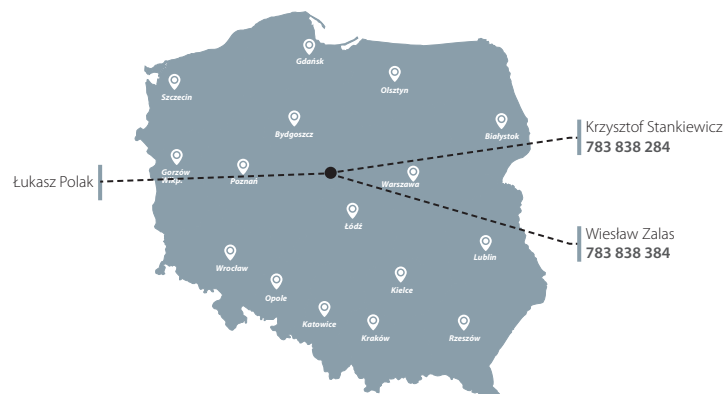 Gdańsk
Olsztyn
Szczecin
Bydgoszcz
Białystok
Krzysztof Stankiewicz
783 838 284
Łukasz Polak
Gorzów
Wlkp.
Poznań
Warszawa
Łódź
Wiesław Zalas
783 838 384
Lublin
Wrocław
Opole
Kielce
Katowice
Kraków
Rzeszów